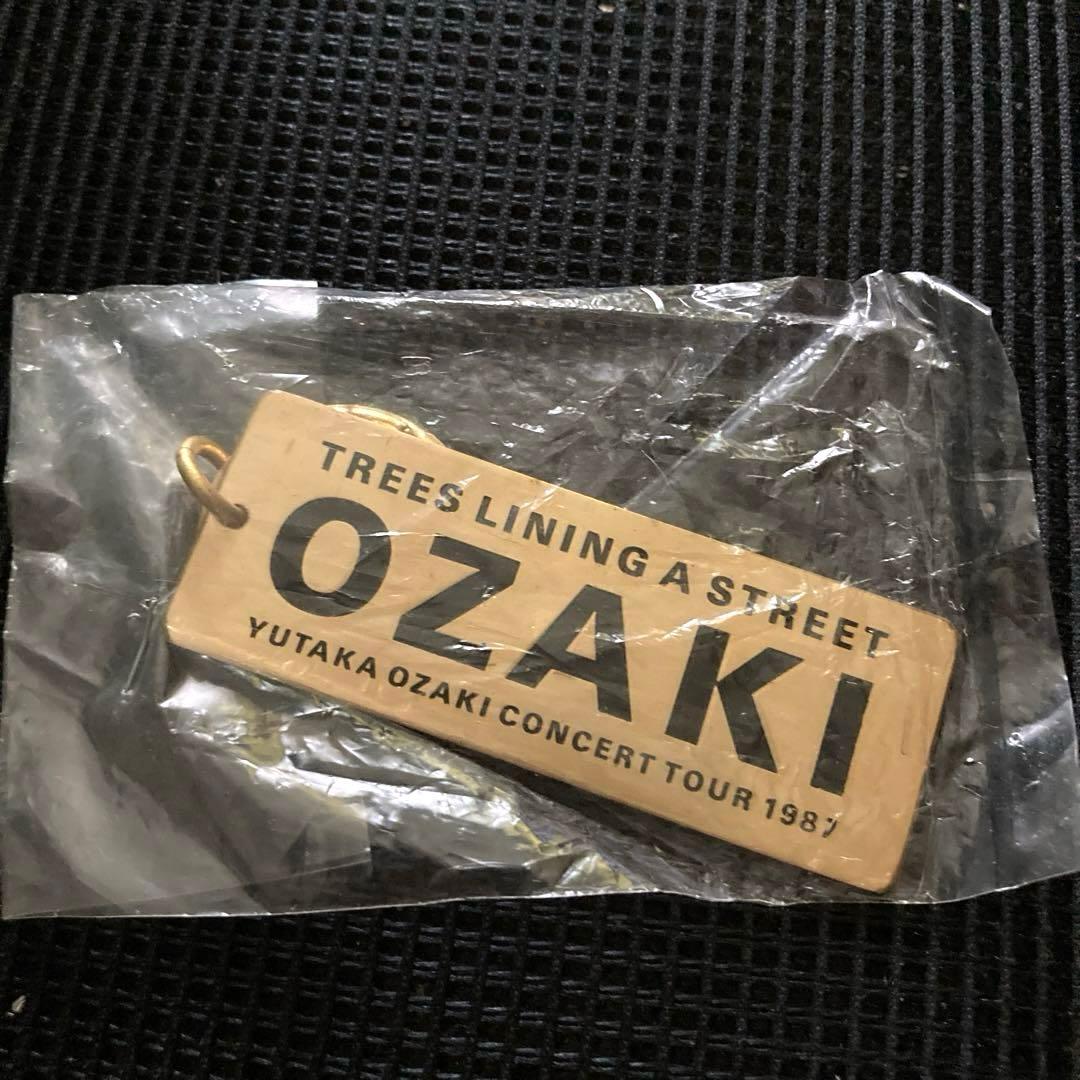 TREES LINING A STREET
OZAKI
YUTAKA OZAKI CONCERT TOUR 1987